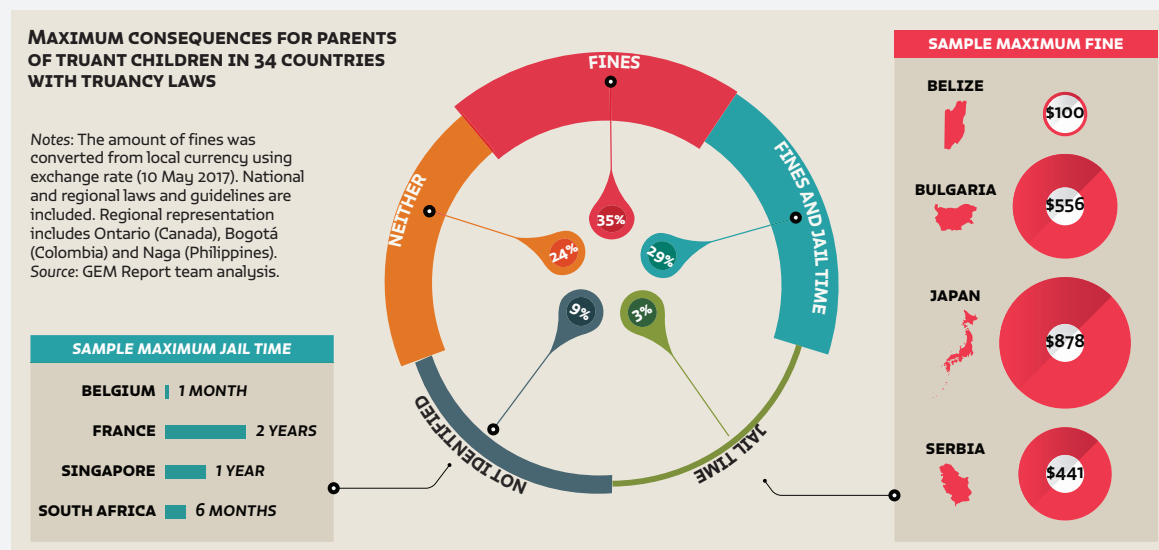 MAXIMUM CONSEQUENCES FOR PARENTS
OF TRUANT CHILDREN IN 34 COUNTRIES
WITH TRUANCY LAWS
Notes: The amount of fines was
converted from local currency using
exchange rate (10 May 2017). National
and regional laws and guidelines are
included. Regional representation
includes Ontario (Canada), Bogotá
(Colombia) and Naga (Philippines).
Source: GEM Report team analysis.
SAMPLE MAXIMUM JAIL TIME
BELGIUM 1 MONTH
FRANCE 2 YEARS
SINGAPORE 1 YEAR
SOUTH AFRICA 6 MONTHS
FINES
35%
FINES AND JAIL TIME
29%
JAIL TIME
3%
NOT IDENTIFIED
9%
NEITHER
24%
SAMPLE MAXIMUM FINE
BELIZE
$100
BULGARIA
$556
JAPAN
$878
SERBIA
$441